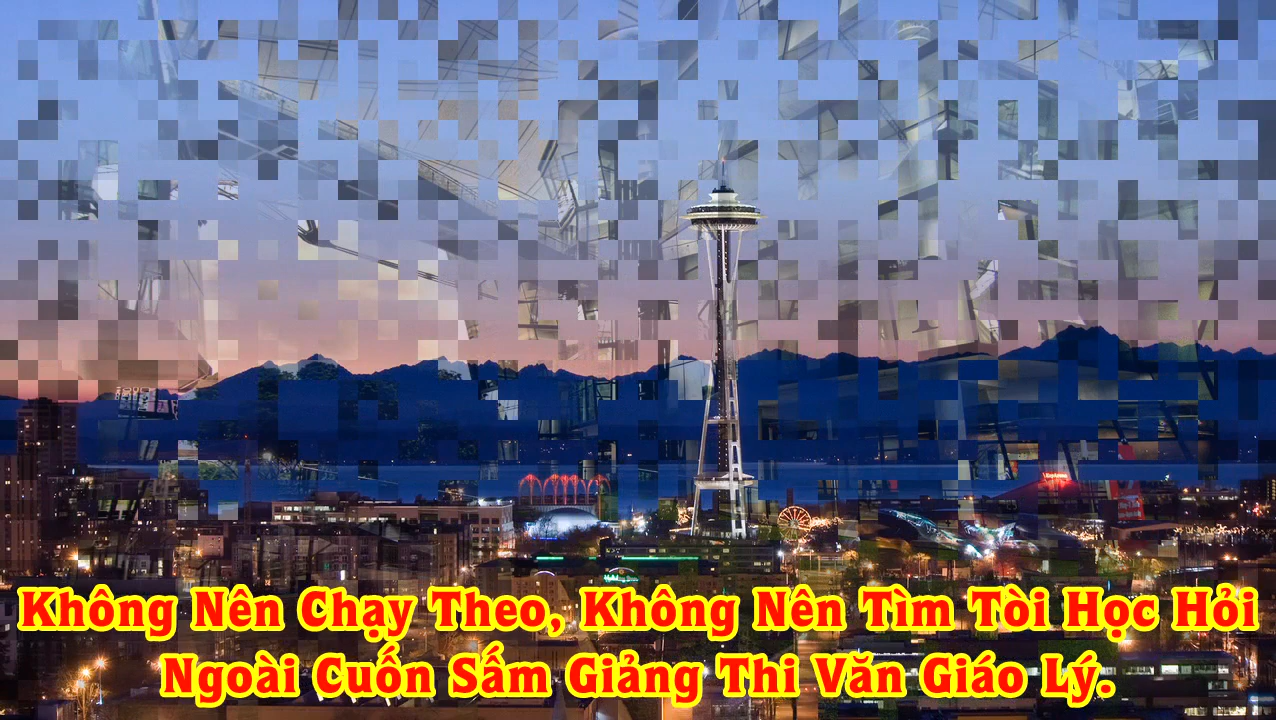 Không Nên Chạy Theo, Không Nên Tìm Tòi Học Hỏi
Ngoài Cuốn Sấm Giảng Thi Văn Giáo Lý.